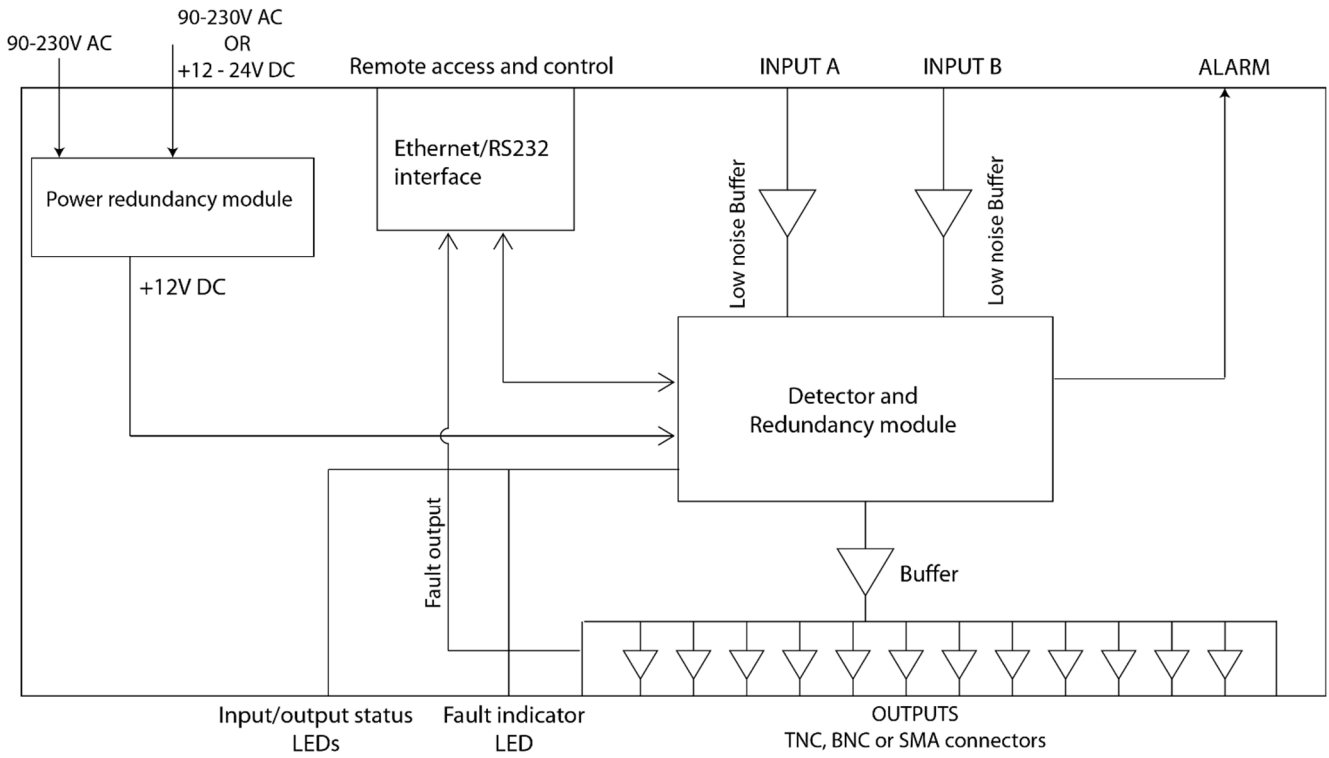 90-230V AC
90-230V AC
OR
+12 - 24V DC
Remote access and control
INPUT A
INPUT B
ALARM
Power redundancy module
Ethernet/RS232
interface
Low noise Buffer
Low noise Buffer
+12V DC
Detector and
Redundancy module
Fault output
Buffer
Input/output status
LEDs
Fault indicator
LED
OUTPUTS
TNC, BNC or SMA connectors